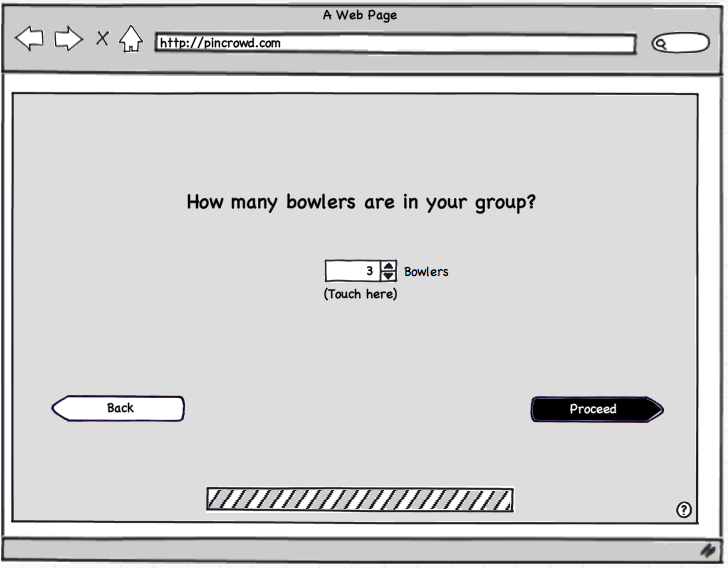 A Web Page
http://pincrowd.com
How many bowlers are in your group?
3 Bowlers
(Touch here)
Back Proceed
?